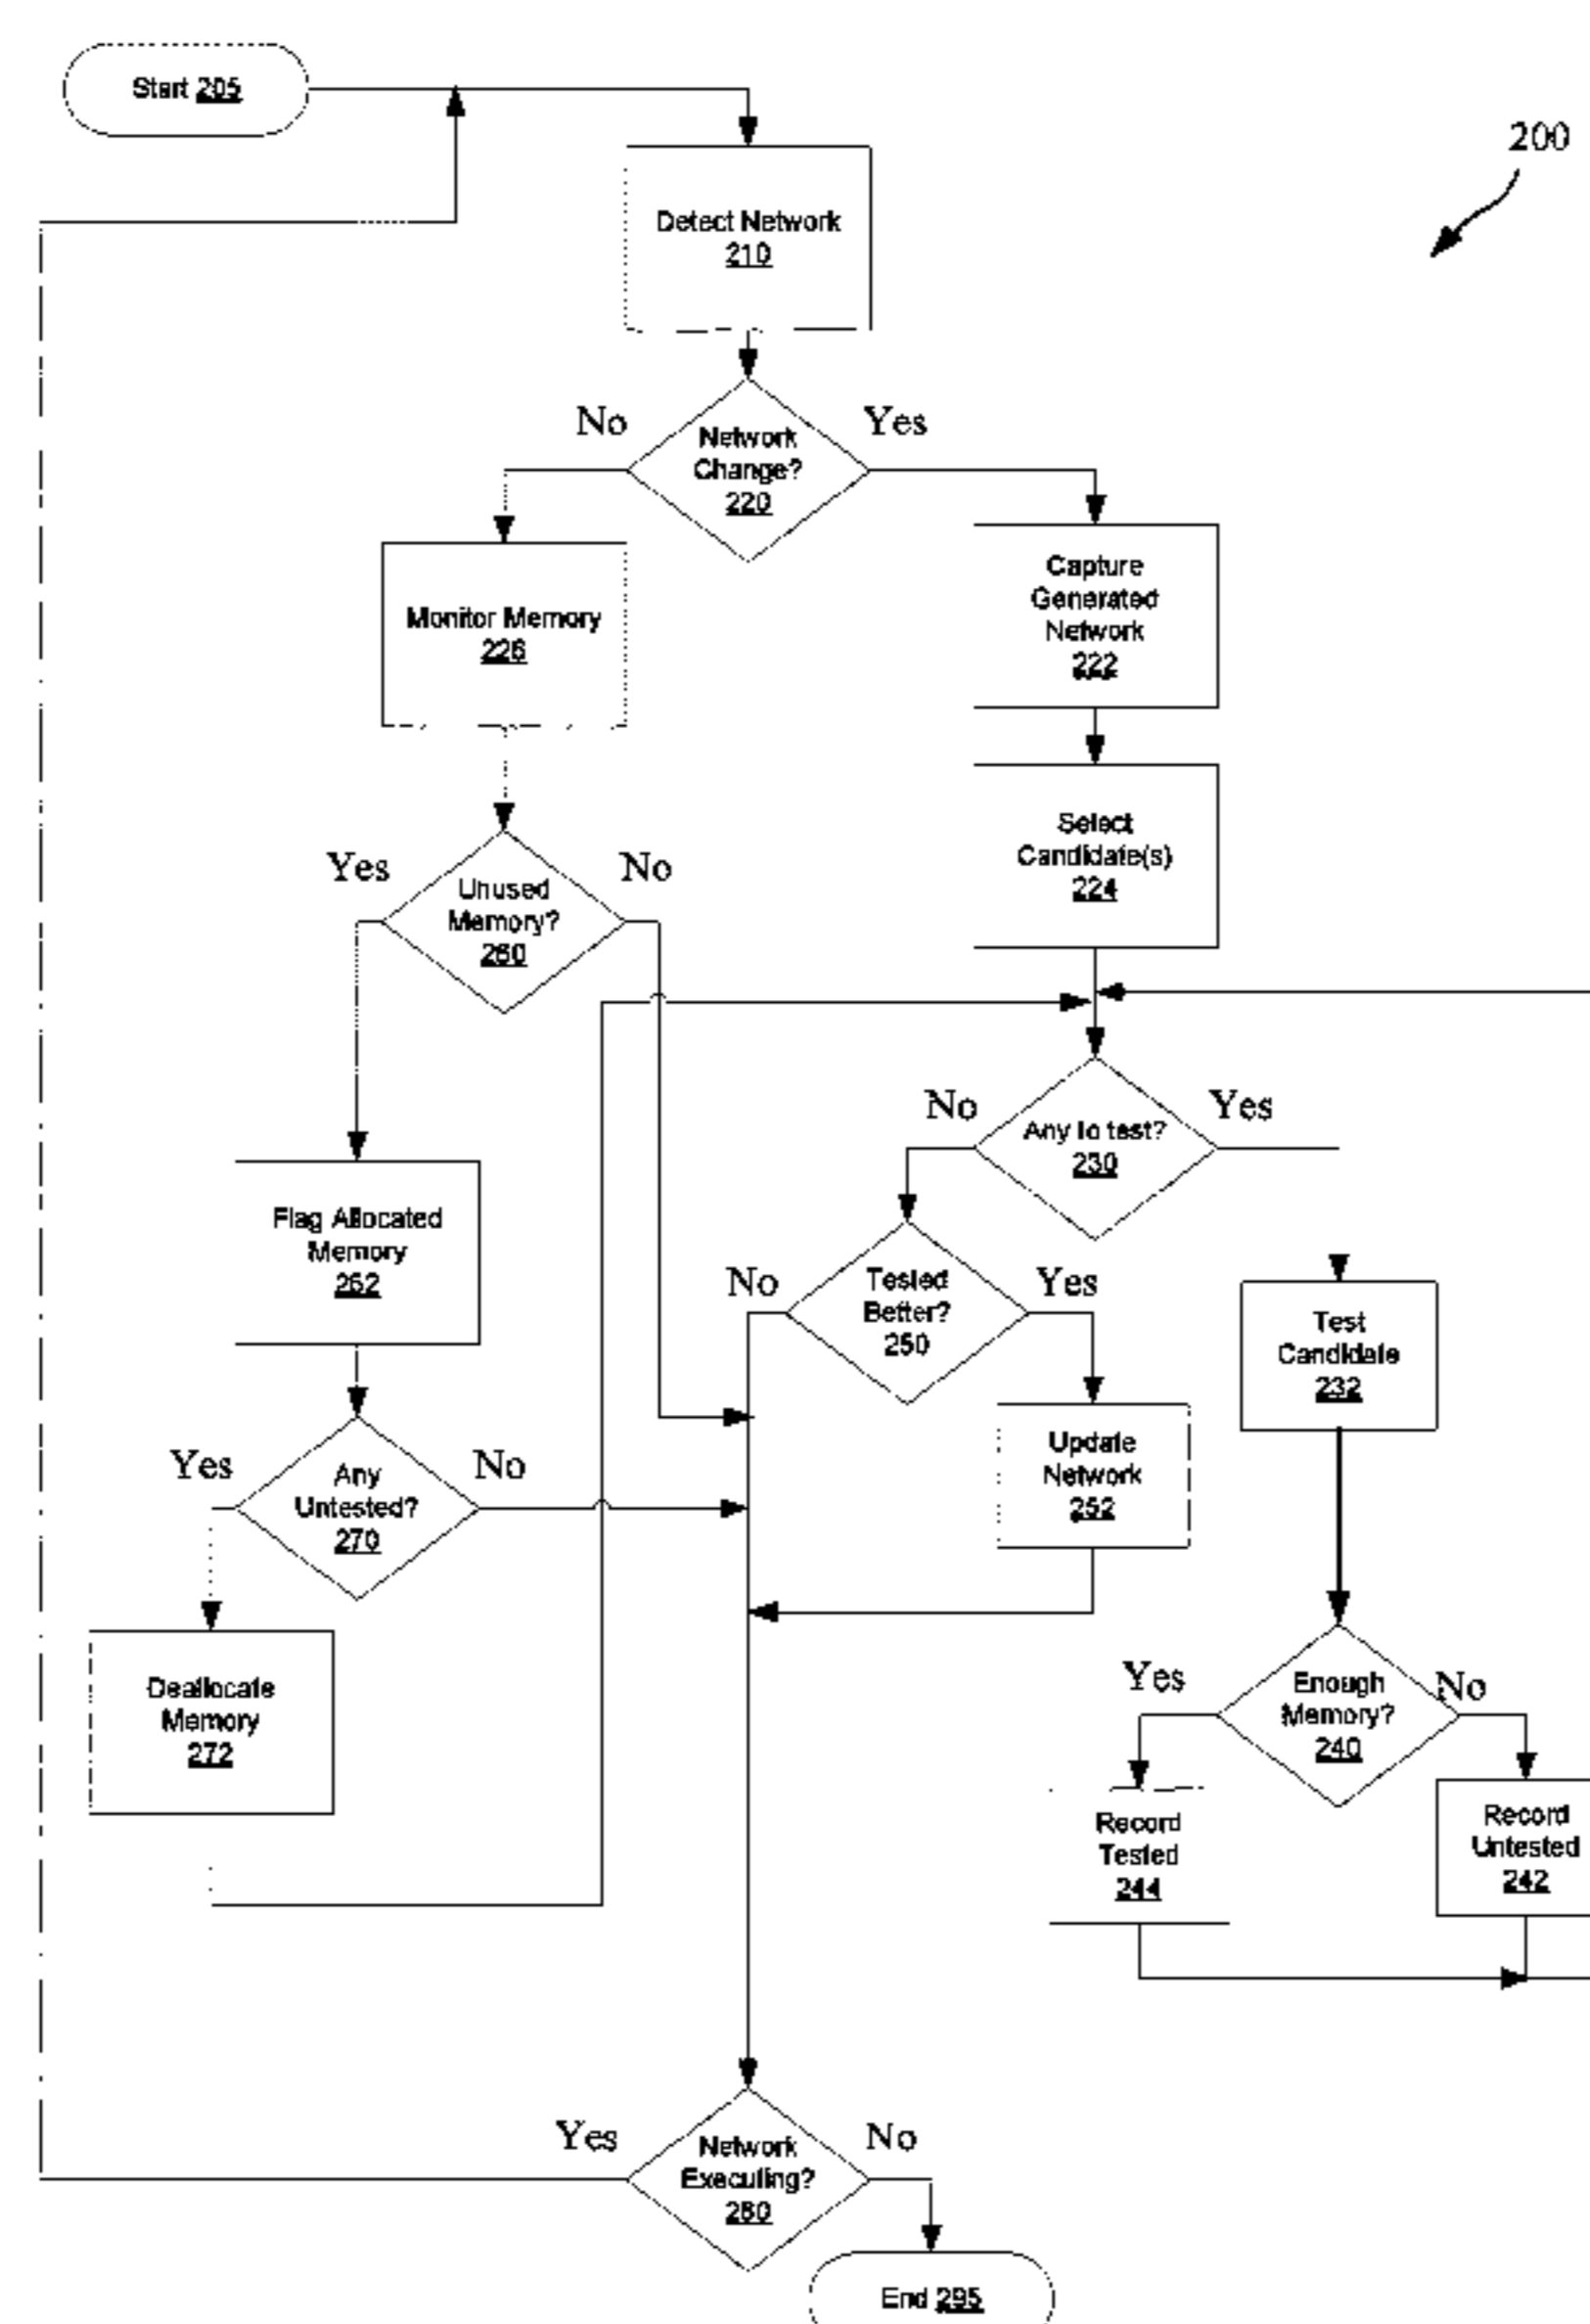 Start 205
200
Detect Network
210
No
Yes
Network
Change?
220
Monitor Memory
226
Capture
Generated
Network
222
Select
Candidate(s)
224
Yes
No
Unused
Memory?
260
No
Yes
Any to test?
230
Flag Allocated
Memory
262
No
Yes
Tested
Better?
250
Test
Candidate
232
Update
Network
252
Yes
No
Any
Untested?
270
Deallocate
Memory
272
Yes
No
Enough
Memory?
240
Record
Tested
244
Record
Untested
242
Yes
No
Network
Executing?
280
End 295